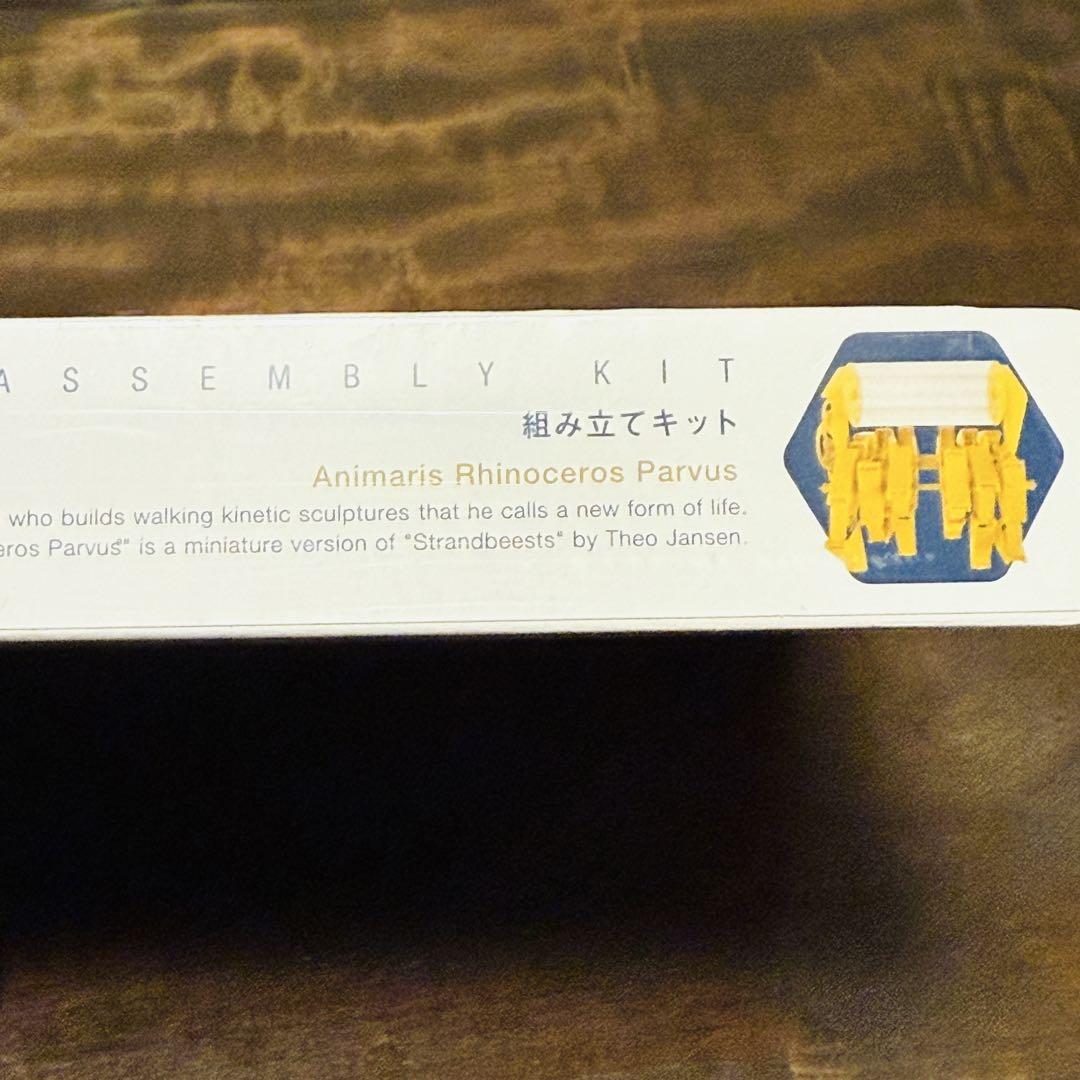 ASSEMBLY KIT
組み立てキット
Animaris Rhinoceros Parvus
who builds walking kinetic sculptures that he calls a new form of life.
eros Parvus" is a miniature version of "Strandbeests" by Theo Jansen.